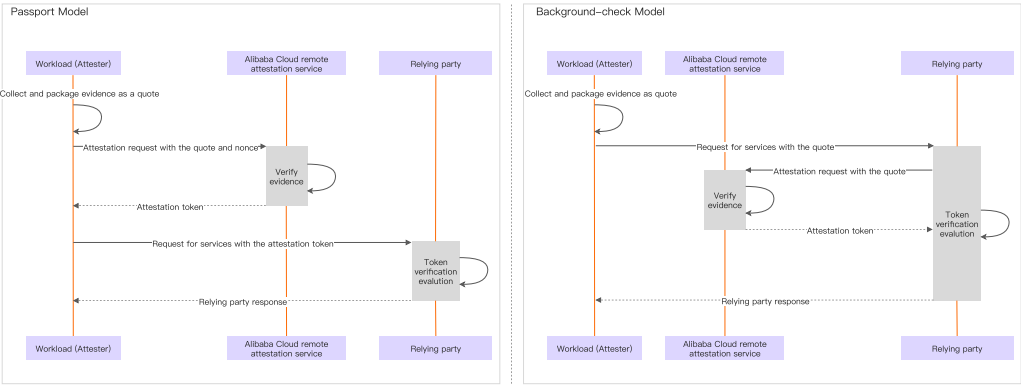 Passport Model
Workload (Attester)
Alibaba Cloud remote
attestation service
Relying party
Collect and package evidence as a quote
Attestation request with the quote and nonce
Verify
evidence
Attestation token
Request for services with the attestation token
Token
verification
evalution
Relying party response
Workload (Attester)
Alibaba Cloud remote
attestation service
Relying party
Background-check Model
Workload (Attester)
Alibaba Cloud remote
attestation service
Relying party
Collect and package evidence as quote
Request for services with the quote
Attestation request with the quote
Verify
evidence
Token
verification
evalution
Attestation token
Relying party response
Workload (Attester)
Alibaba Cloud remote
attestation service
Relying party